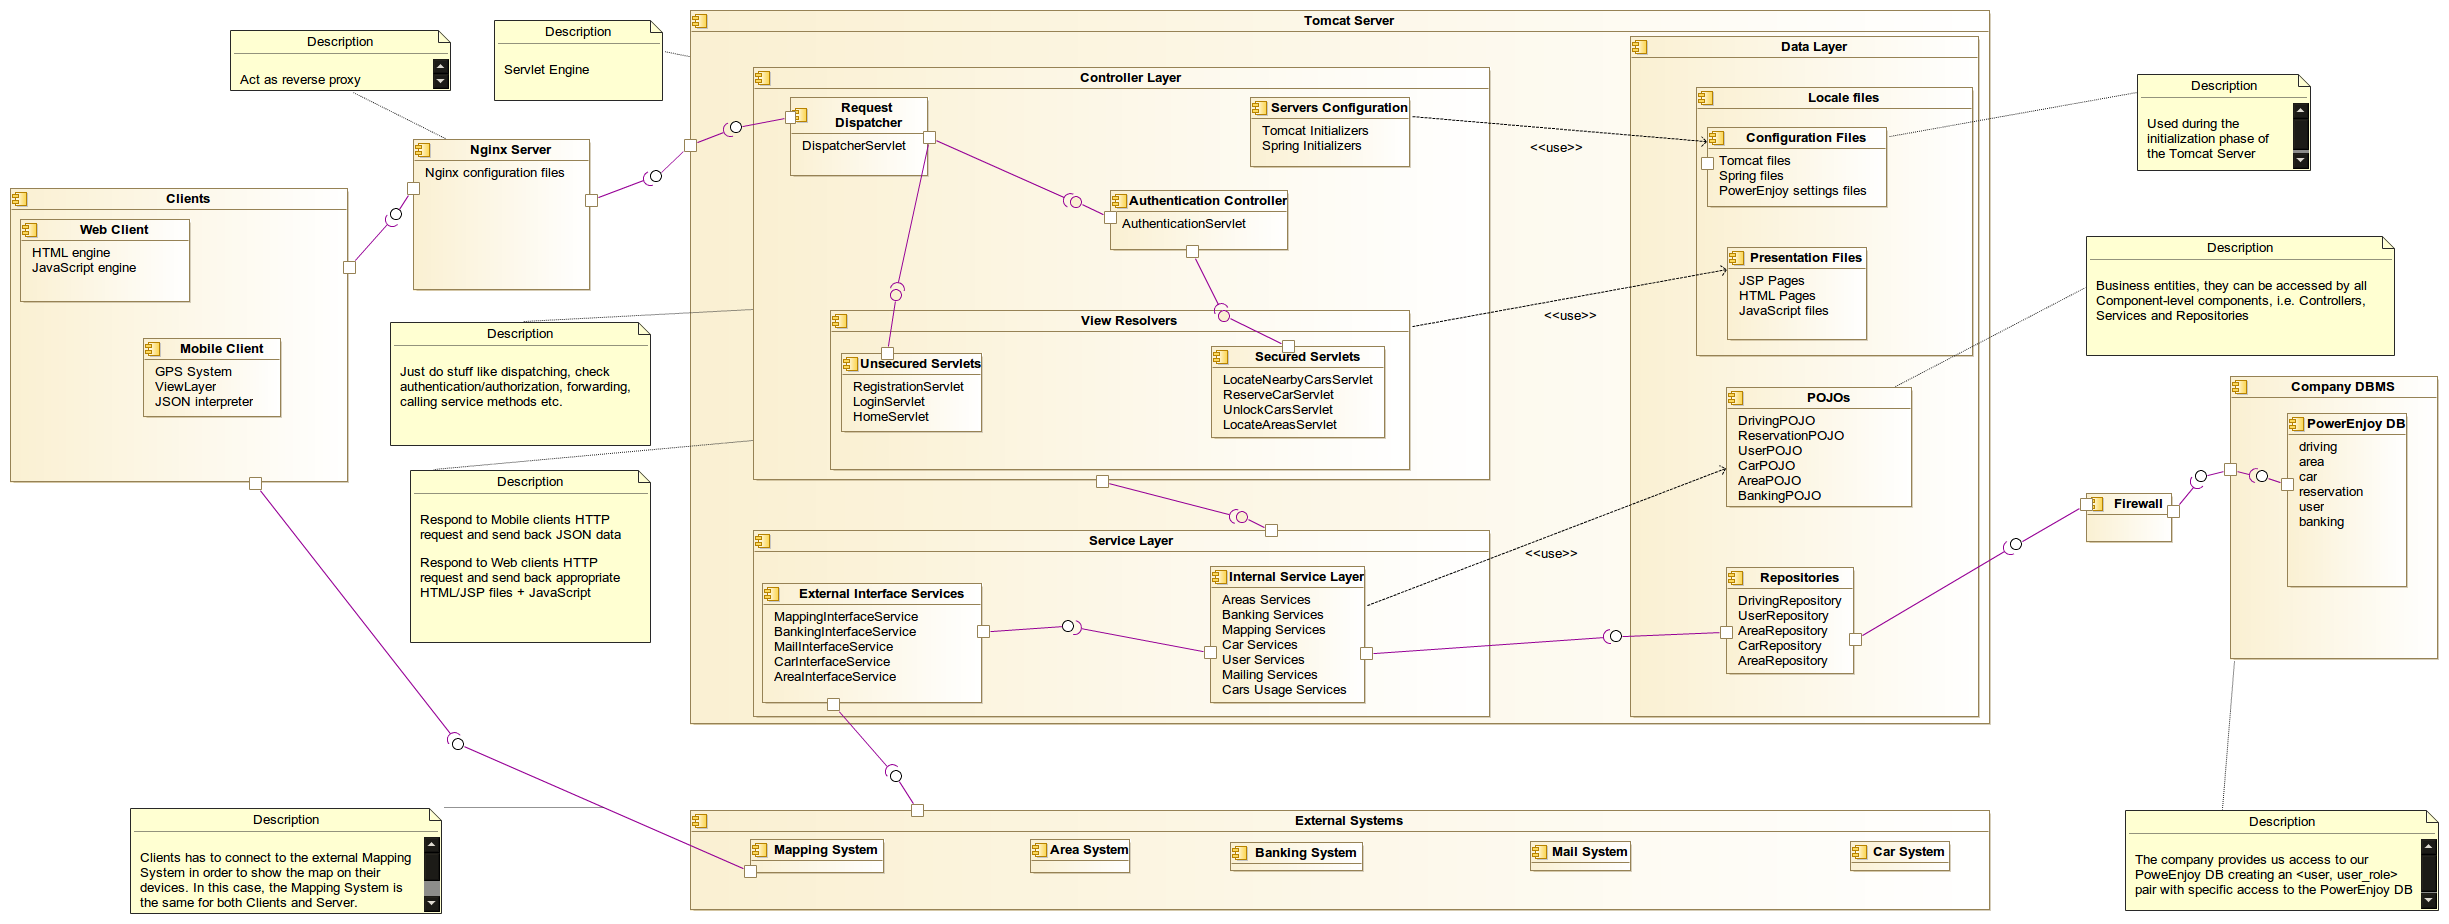 Description
Act as reverse proxy
Description
Servlet Engine
Nginx Server
Nginx configuration files
Clients
Web Client
HTML engine
JavaScript engine
Mobile Client
GPS System
ViewLayer
JSON interpreter
Description
Just do stuff like dispatching, check
authentication/authorization, forwarding,
calling service methods etc.
Description
Respond to Mobile clients HTTP
request and send back JSON data
Respond to Web clients HTTP
request and send back appropriate
HTML/JSP files + JavaScript
Tomcat Server
Controller Layer
Request
Dispatcher
DispatcherServlet
Servers Configuration
Tomcat Initializers
Spring Initializers
Authentication Controller
AuthenticationServlet
View Resolvers
Unsecured Servlets
RegistrationServlet
LoginServlet
HomeServlet
Secured Servlets
LocateNearbyCarsServlet
ReserveCarServlet
UnlockCarsServlet
LocateAreasServlet
<<use>>
<<use>>
<<use>>
Service Layer
External Interface Services
MappingInterfaceService
BankingInterfaceService
MailInterfaceService
CarInterfaceService
AreaInterfaceService
Internal Service Layer
Areas Services
Banking Services
Mapping Services
Car Services
User Services
Mailing Services
Cars Usage Services
Data Layer
Locale files
Configuration Files
Tomcat files
Spring files
PowerEnjoy settings files
Presentation Files
JSP Pages
HTML Pages
JavaScript files
POJOs
DrivingPOJO
ReservationPOJO
UserPOJO
CarPOJO
AreaPOJO
BankingPOJO
Repositories
DrivingRepository
UserRepository
AreaRepository
CarRepository
AreaRepository
Description
Used during the
initialization phase of
the Tomcat Server
Description
Business entities, they can be accessed by all
Component-level components, i.e. Controllers,
Services and Repositories
Firewall
Company DBMS
PowerEnjoy DB
driving
area
car
reservation
user
banking
Description
Clients has to connect to the external Mapping
System in order to show the map on their
devices. In this case, the Mapping System is
the same for both Clients and Server.
External Systems
Mapping System
Area System
Banking System
Mail System
Car System
Description
The company provides us access to our
PoweEnjoy DB creating an <user, user_role>
pair with specific access to the PowerEnjoy DB